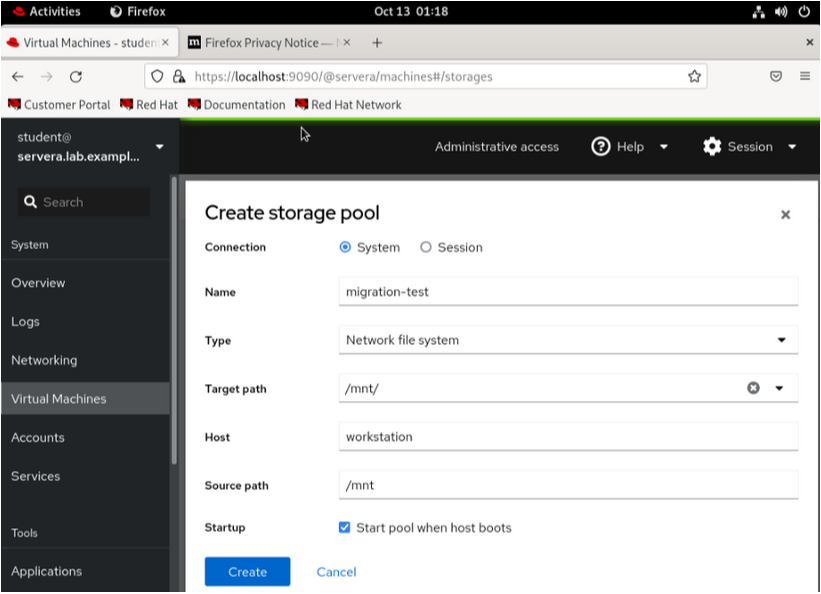 Activities Firefox Oct 13 01:18
Virtual Machines - studen Firefox Privacy Notice —
https://localhost:9090/@servera/machines#/storages
Customer Portal Red Hat Documentation Red Hat Network
student@
servera.lab.exampl...
Administrative access Help Session
Search
System
Overview
Logs
Networking
Virtual Machines
Accounts
Services
Tools
Applications
Create storage pool
Connection System Session
Name migration-test
Type Network file system
Target path /mnt/
Host workstation
Source path /mnt
Startup Start pool when host boots
Create Cancel